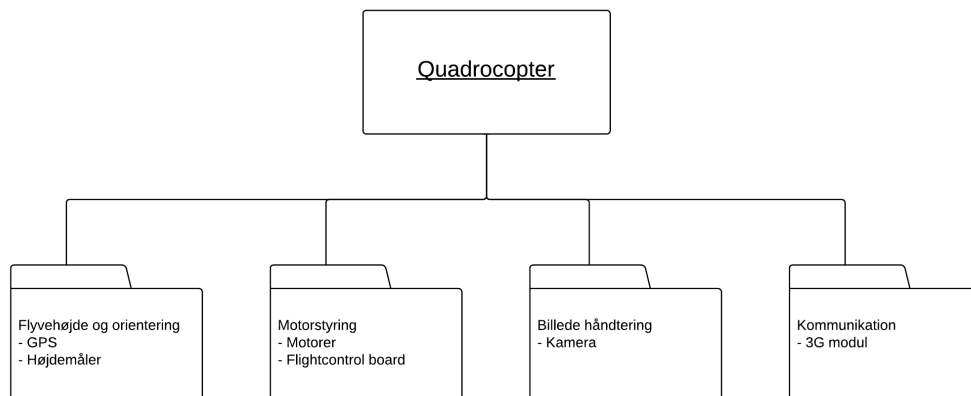 Quadrocopter
Flyvehøjde og orientering
- GPS
- Højdemåler
Motorstyring
- Motorer
- Flightcontrol board
Billede håndtering
- Kamera
Kommunikation
- 3G modul